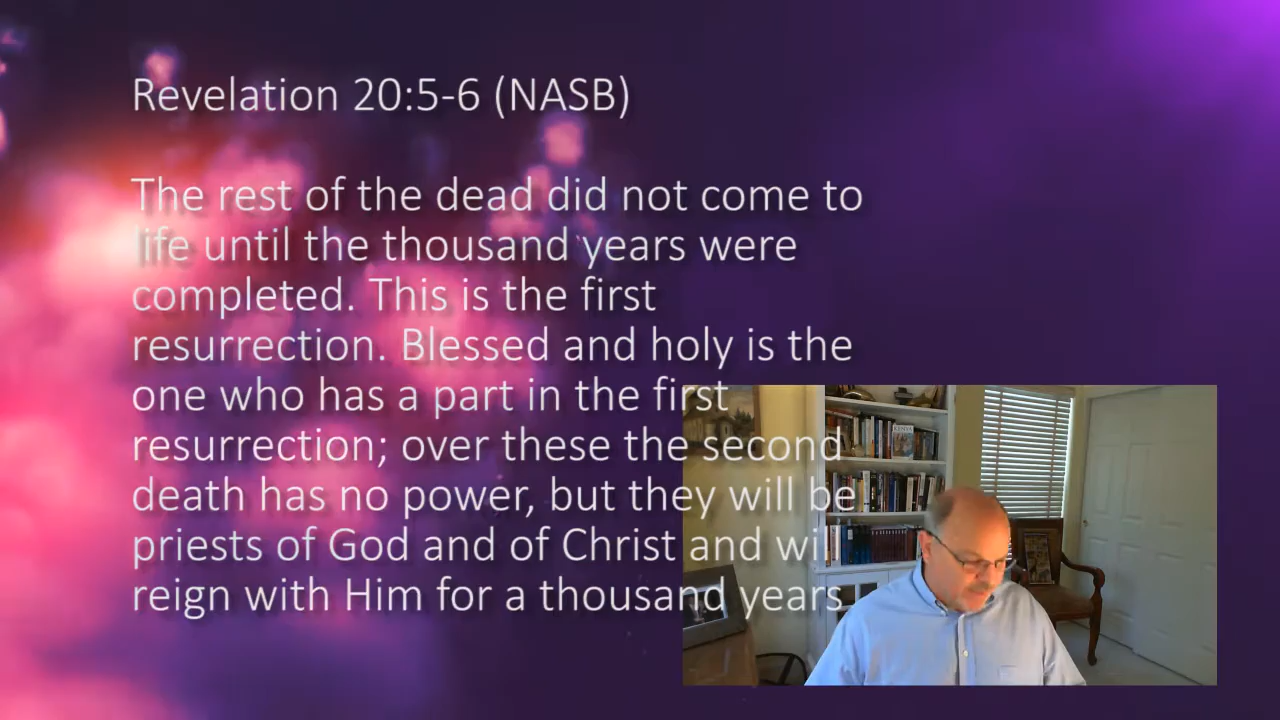 Revelation 20:5-6 (NASB)
The rest of the dead did not come to
life until the thousand years were
completed. This is the first
resurrection. Blessed and holy is the
one who has a part in the first
resurrection; over these the second
death has no power, but they will be
priests of God and of Christ and will
reign with Him for a thousand years